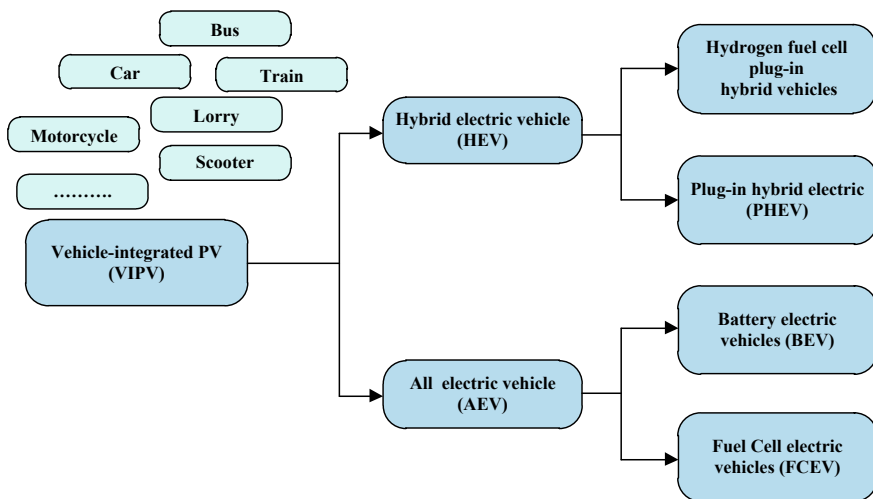 Bus
Car
Train
Lorry
Motorcycle
Scooter
……….
Vehicle-integrated PV
(VIPV)
Hybrid electric vehicle
(HEV)
All electric vehicle
(AEV)
Hydrogen fuel cell
plug-in
hybrid vehicles
Plug-in hybrid electric
(PHEV)
Battery electric
vehicles (BEV)
Fuel Cell electric
vehicles (FCEV)